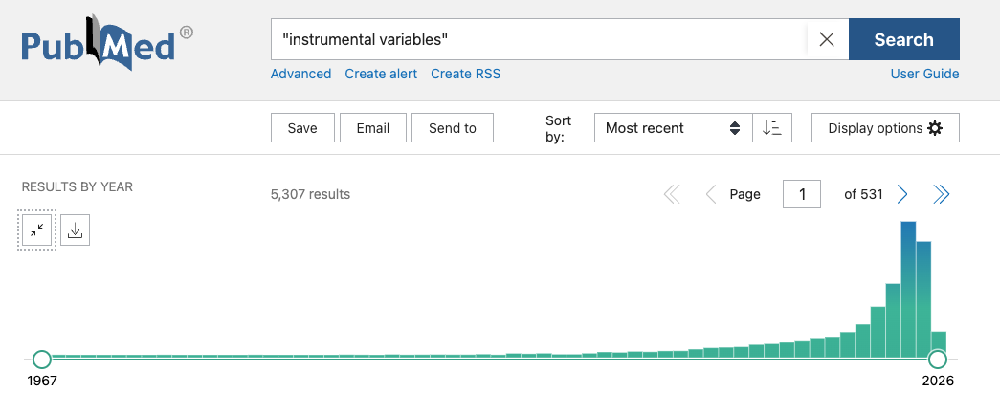 PubMed®
"instrumental variables"
Search
Advanced Create alert Create RSS User Guide
Save Email Send to Sort by: Most recent Display options
RESULTS BY YEAR
5,307 results Page 1 of 531
1967 2026